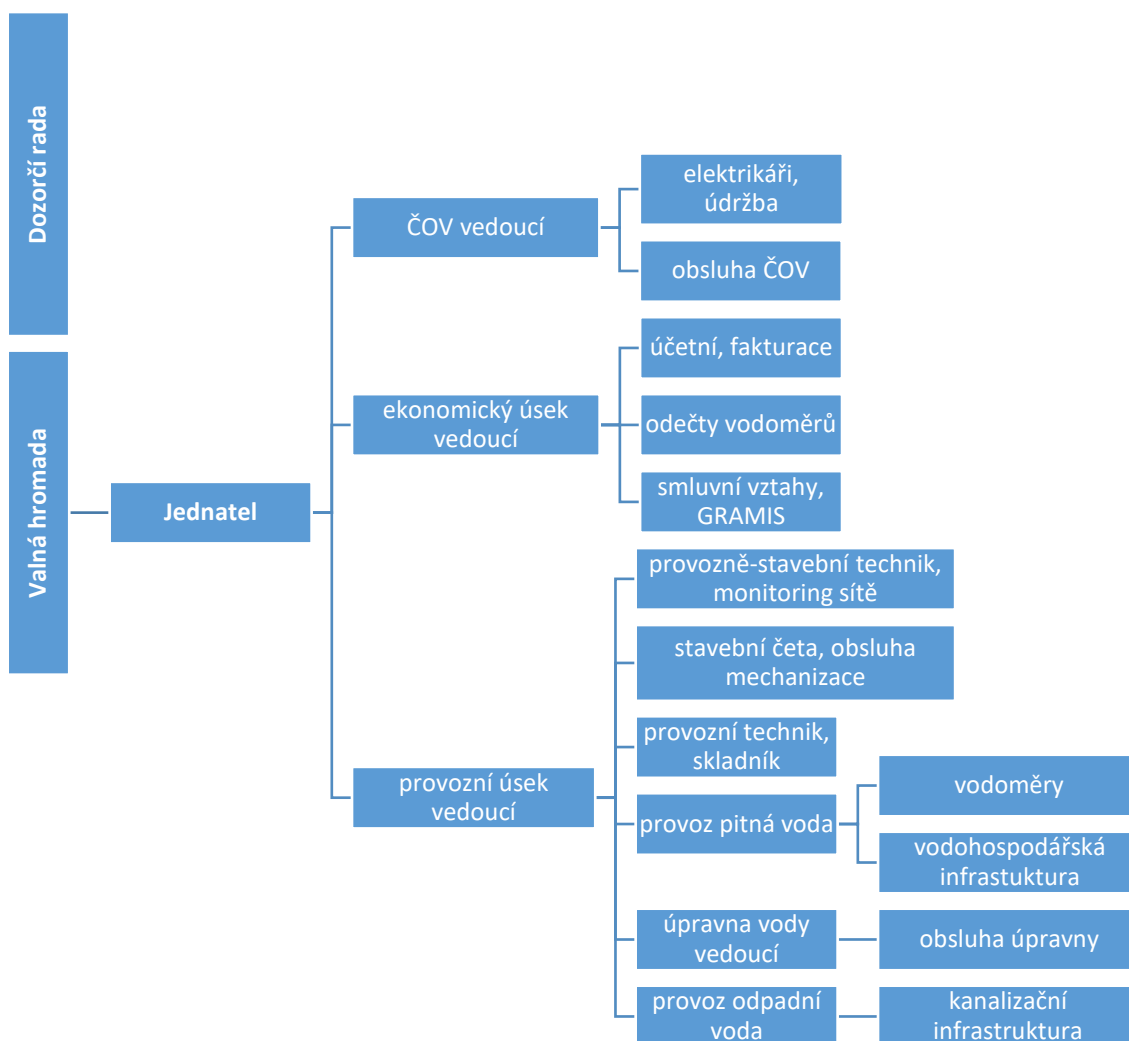 Dozorčí rada
Valná hromada
Jednatel
ČOV vedoucí
elektrikáři,
údržba
obsluha ČOV
ekonomický úsek
vedoucí
účetní, fakturace
odečty vodoměrů
smluvní vztahy,
GRAMIS
provozní úsek
vedoucí
provozně-stavební technik,
monitoring sítě
stavební četa, obsluha
mechanizace
provozní technik,
skladník
provoz pitná voda
vodoměry
vodohospodářská
infrastuktura
úpravna vody
vedoucí
obsluha úpravny
provoz odpadní
voda
kanalizační
infrastruktura